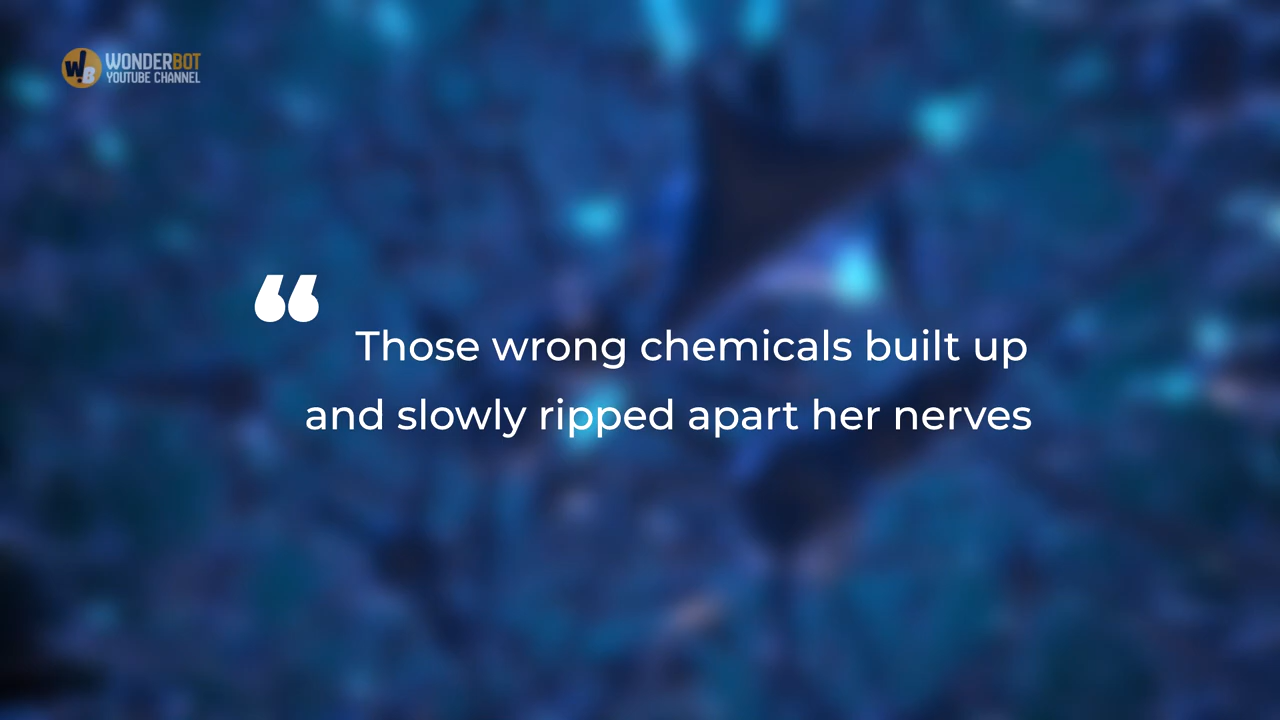 WONDERBOT
YOUTUBE CHANNEL
“ Those wrong chemicals built up
and slowly ripped apart her nerves